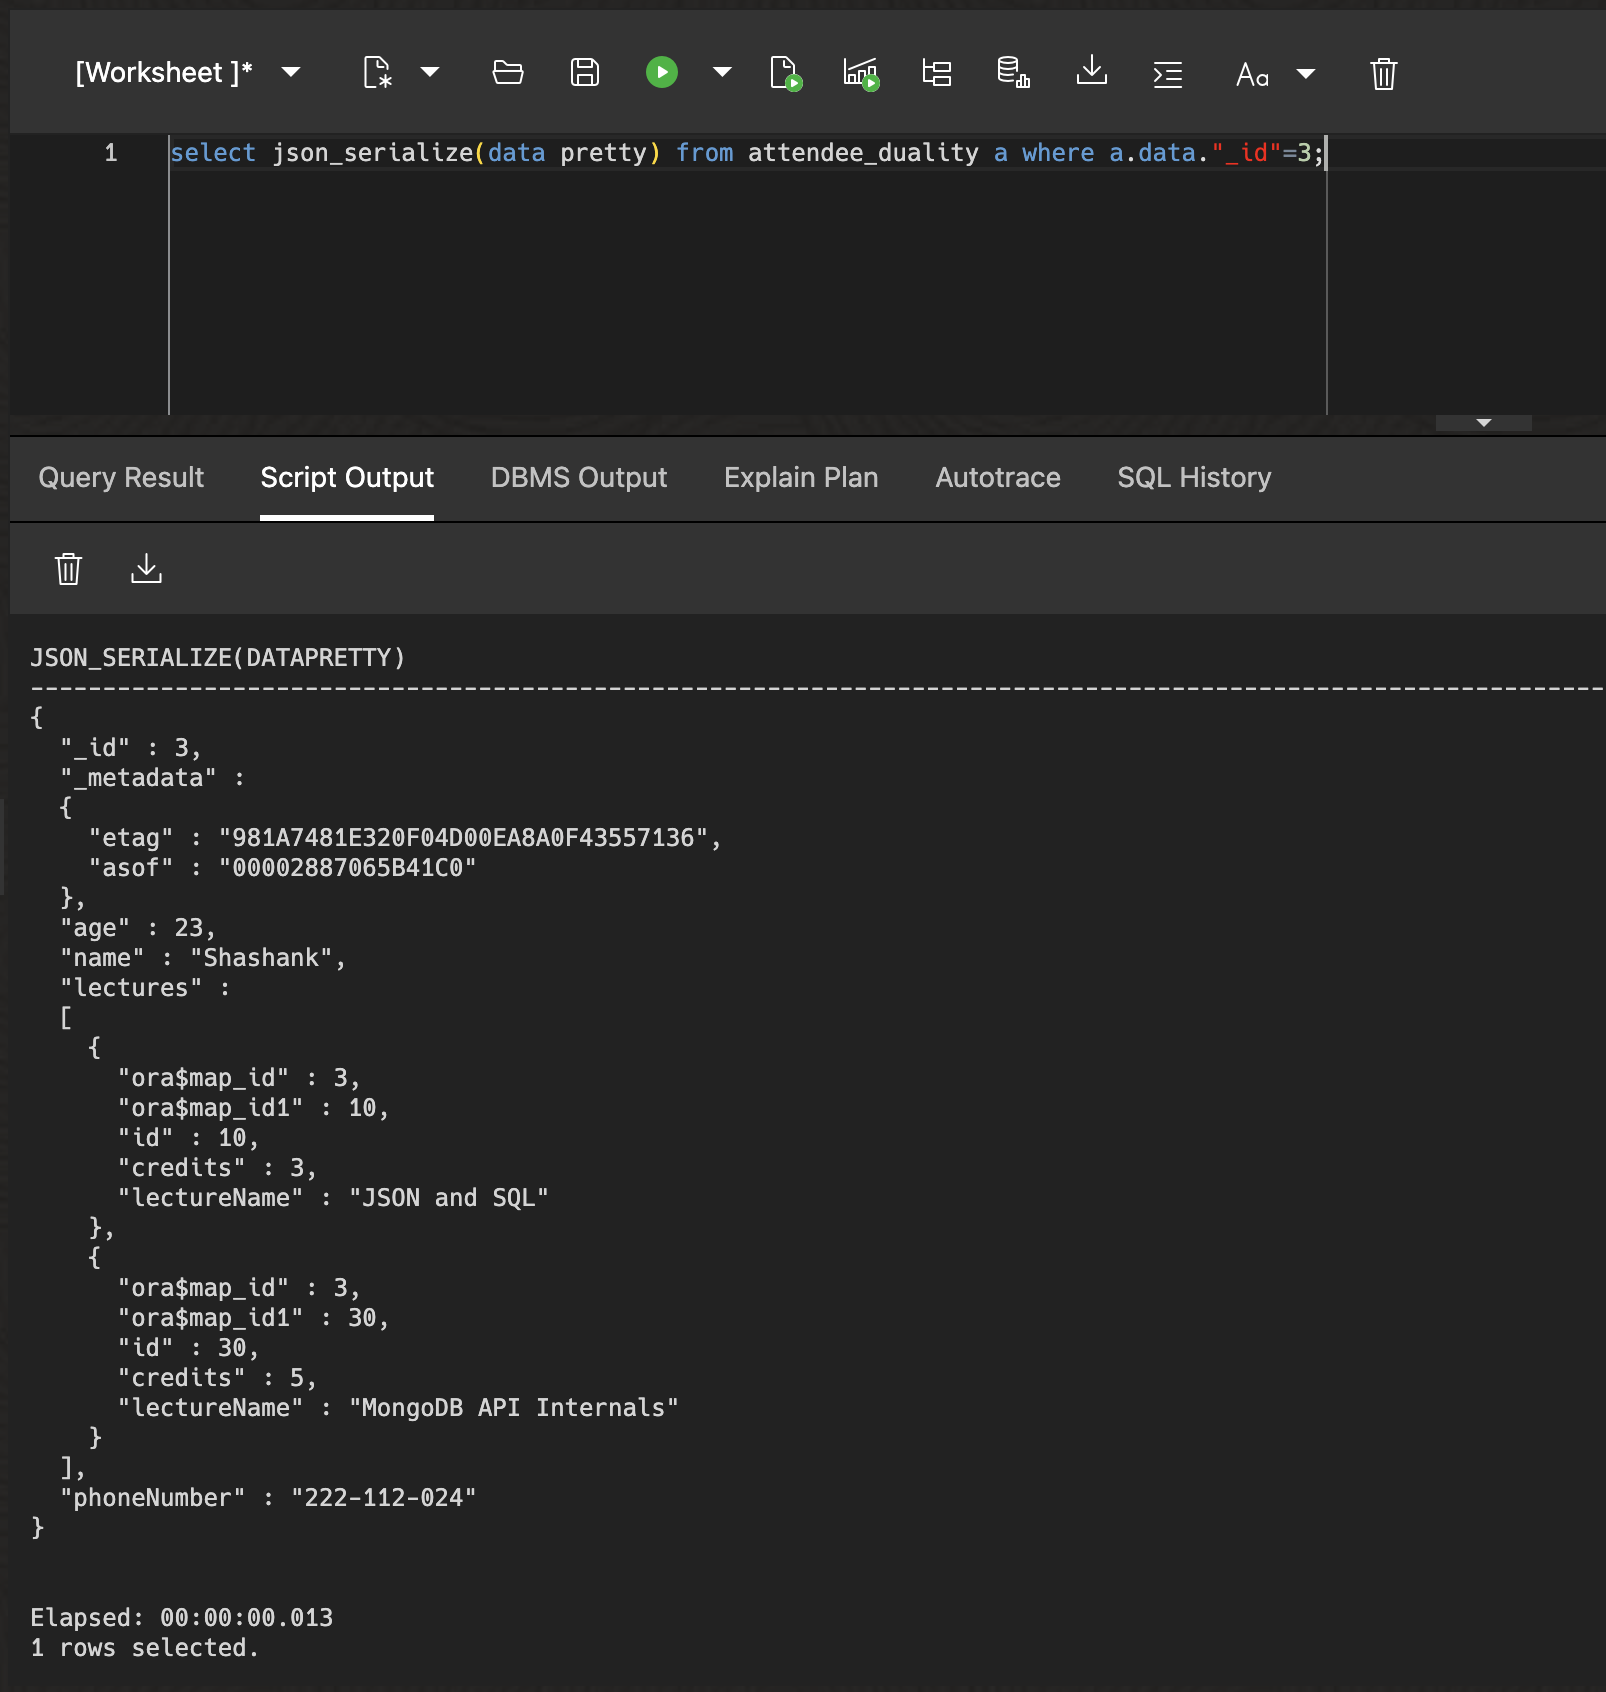 [Worksheet ]*
Aa
1 select json_serialize(data pretty) from attendee_duality a where a.data."_id"=3;
Query Result Script Output DBMS Output Explain Plan Autotrace SQL History
JSON_SERIALIZE(DATAPRETTY)
-------------------------------------------------------------------------------------------------------------
{
  "_id" : 3,
  "_metadata" :
  {
    "etag" : "981A7481E320F04D00EA8A0F43557136",
    "asof" : "00002887065B41C0"
  },
  "age" : 23,
  "name" : "Shashank",
  "lectures" :
  [
    {
      "ora$map_id" : 3,
      "ora$map_id1" : 10,
      "id" : 10,
      "credits" : 3,
      "lectureName" : "JSON and SQL"
    },
    {
      "ora$map_id" : 3,
      "ora$map_id1" : 30,
      "id" : 30,
      "credits" : 5,
      "lectureName" : "MongoDB API Internals"
    }
  ],
  "phoneNumber" : "222-112-024"
}
Elapsed: 00:00:00.013
1 rows selected.